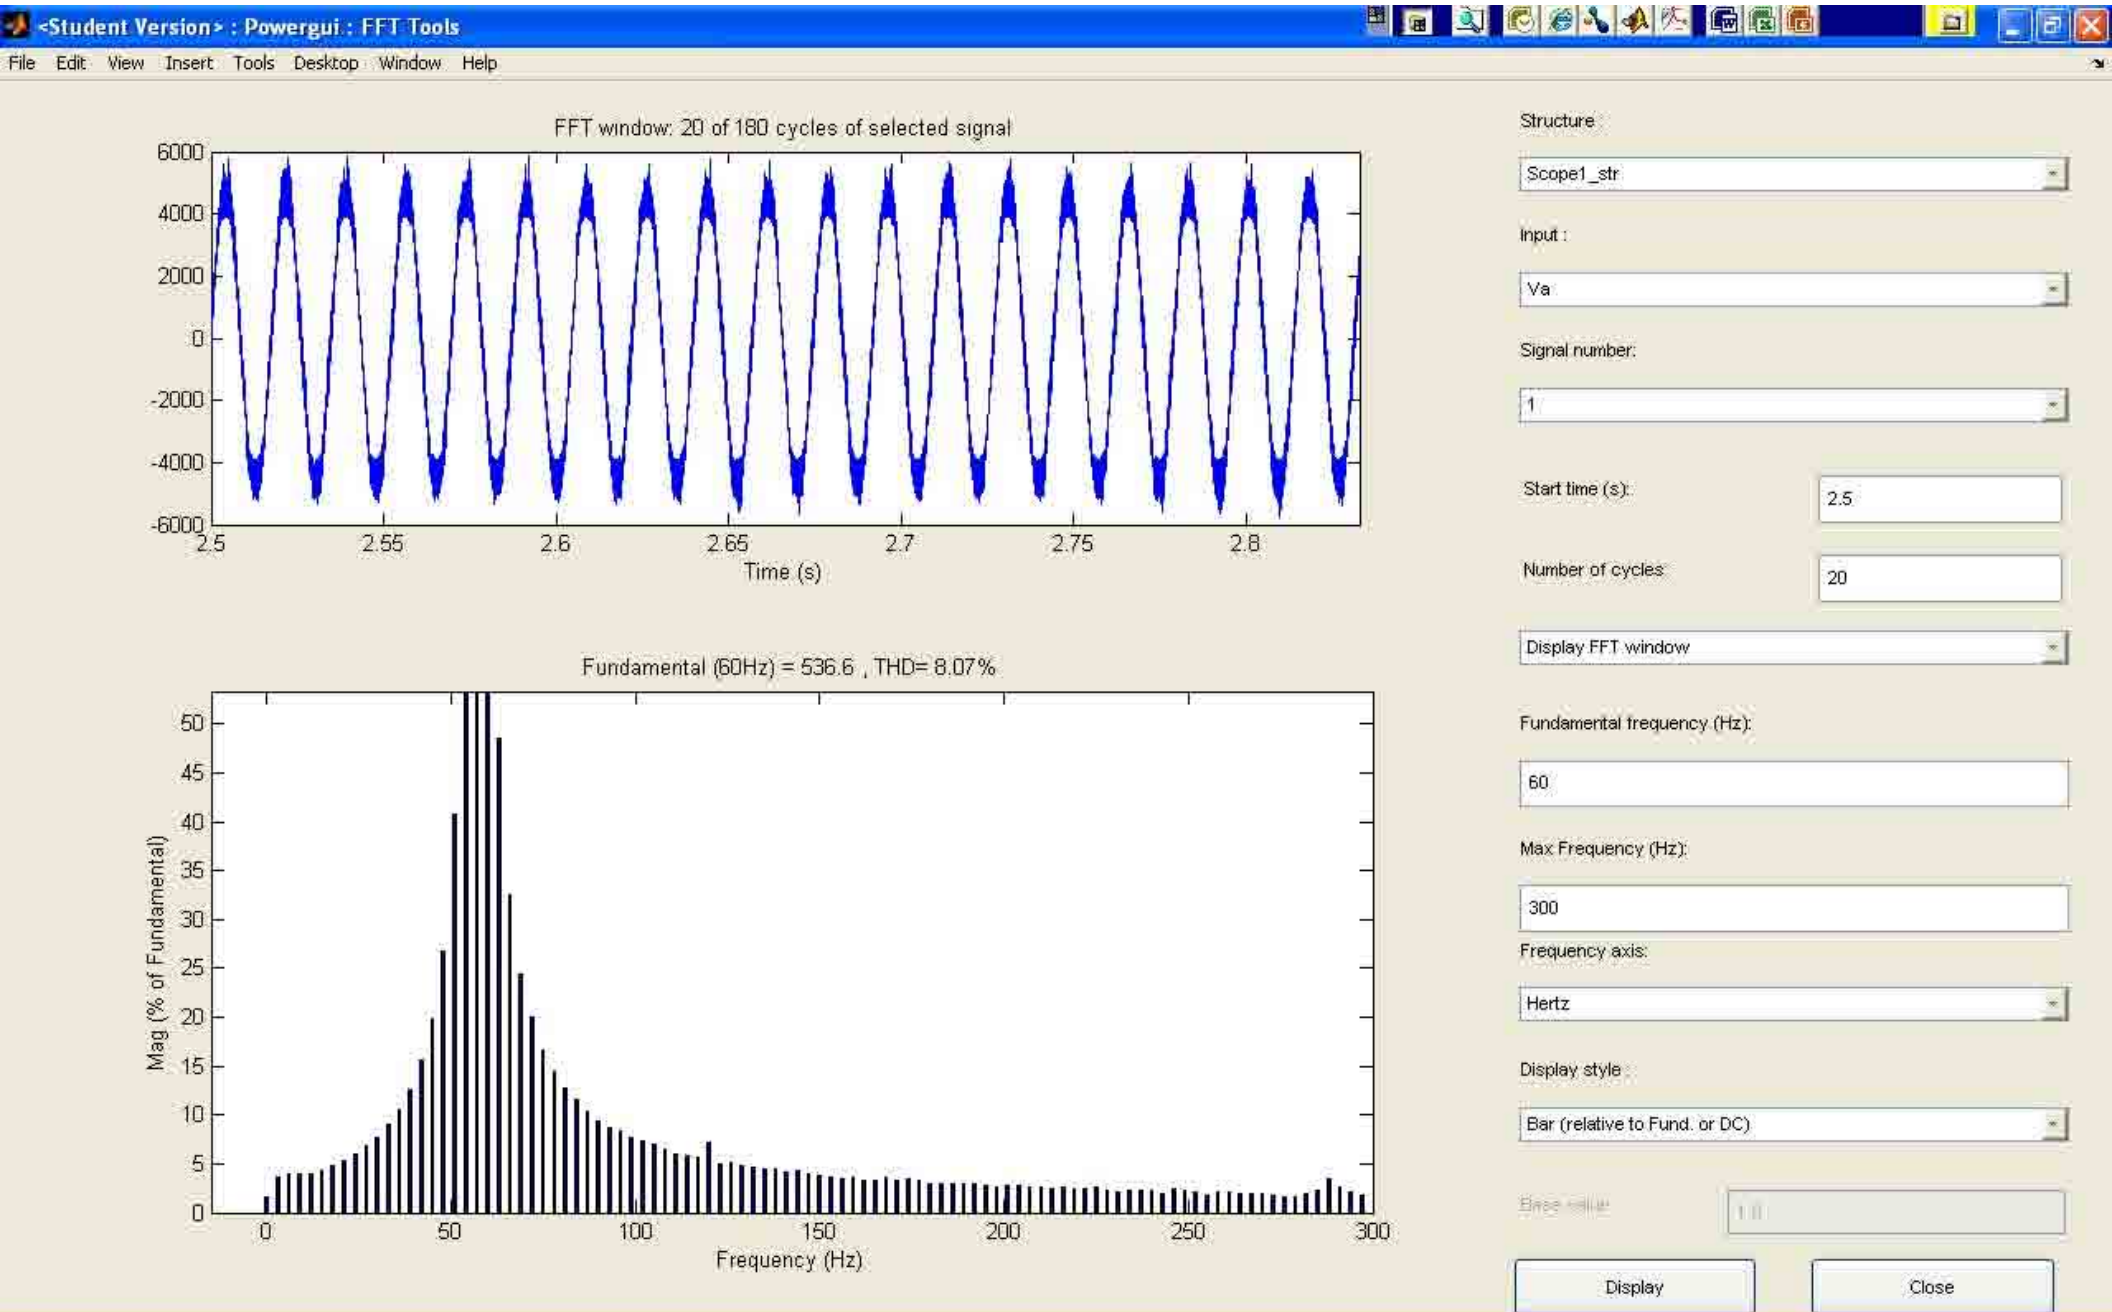 <Student Version> : Powergui : FFT Tools
File Edit View Insert Tools Desktop Window Help
FFT window: 20 of 180 cycles of selected signal
6000
4000
2000
0
-2000
-4000
-6000
2.5 2.55 2.6 2.65 2.7 2.75 2.8
Time (s)
Fundamental (60Hz) = 536.6 , THD= 8.07%
Mag (% of Fundamental)
50
45
40
35
30
25
20
15
10
5
0
0 50 100 150 200 250 300
Frequency (Hz)
Structure :
Scope1_str
Input :
Va
Signal number:
1
Start time (s):
2.5
Number of cycles:
20
Display FFT window
Fundamental frequency (Hz):
60
Max Frequency (Hz):
300
Frequency axis:
Hertz
Display style :
Bar (relative to Fund. or DC)
Base value:
1.0
Display
Close